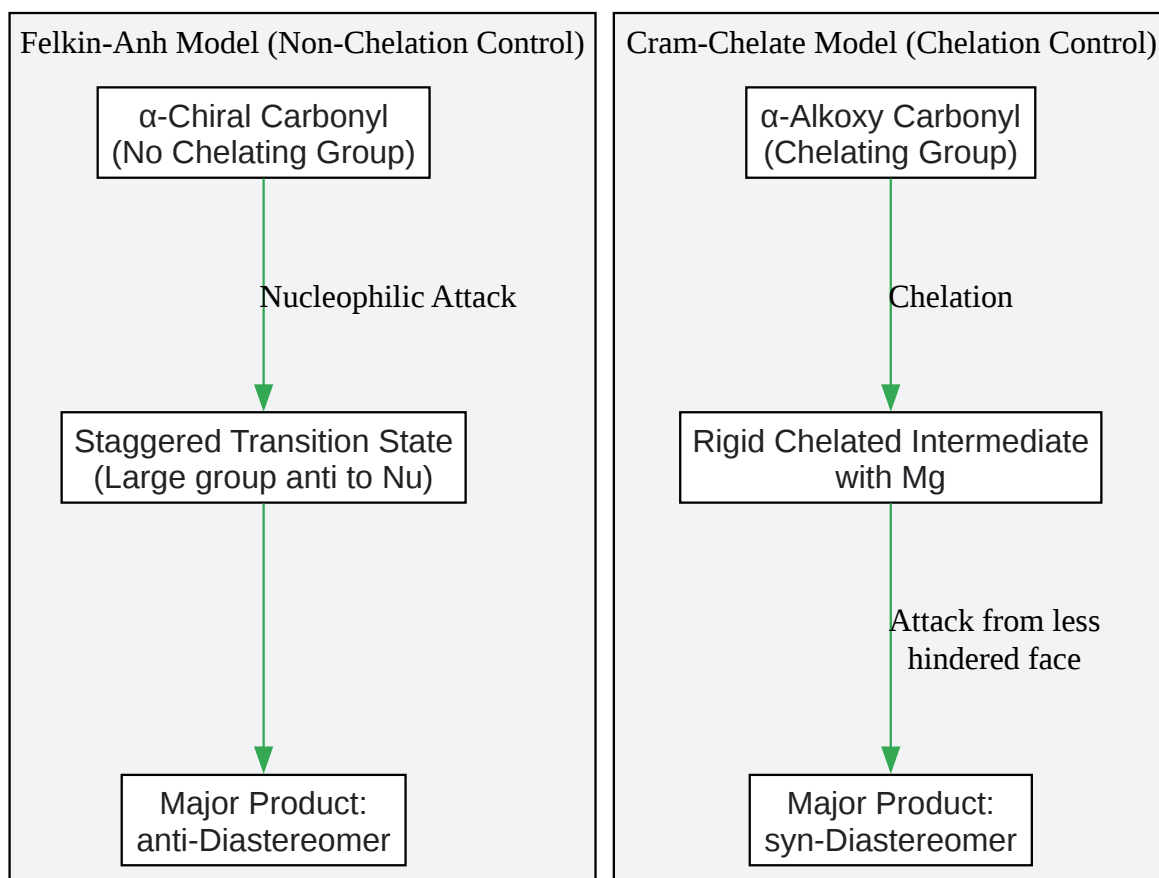 Felkin-Anh Model (Non-Chelation Control)
α-Chiral Carbonyl
(No Chelating Group)
Nucleophilic Attack
Staggered Transition State
(Large group anti to Nu)
Major Product:
anti-Diastereomer
Cram-Chelate Model (Chelation Control)
α-Alkoxy Carbonyl
(Chelating Group)
Chelation
Rigid Chelated Intermediate
with Mg
Attack from less
hindered face
Major Product:
syn-Diastereomer